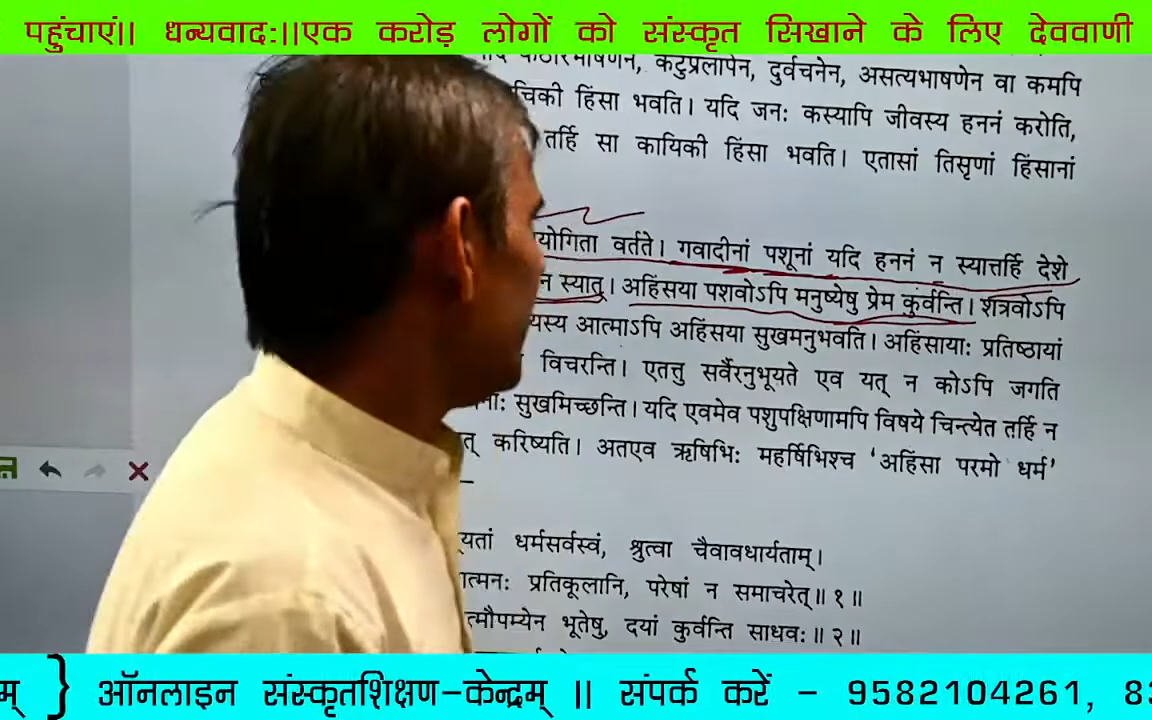 पहुंचाएं।। धन्यवादः।।एक करोड़ लोगों को संस्कृत सिखाने के लिए देववाणी
कटुप्रलापेन, दुर्वचनेन, असत्यभाषणेन वा कमपि
हिंसा भवति। यदि जनः कस्यापि जीवस्य हननं करोति,
तर्हि सा कायिकी हिंसा भवति। एतासां तिसृणां हिंसानां
वर्तते। गवादीनां पशूनां यदि हननं न स्यात्तर्हि देशे
न स्यात्। अहिंसया पशवोऽपि मनुष्येषु प्रेम कुर्वन्ति। शत्रवोऽपि
आत्माऽपि अहिंसया सुखमनुभवति। अहिंसायाः प्रतिष्ठायां
विचरन्ति। एतत्तु सर्वैरनुभूयते एव यत् न कोऽपि जगति
सुखमिच्छन्ति। यदि एवमेव पशुपक्षिणामपि विषये चिन्त्येत तर्हि न
करिष्यति। अतएव ऋषिभिः महर्षिभिश्च 'अहिंसा परमो धर्म'
धर्मसर्वस्वं, श्रुत्वा चैवावधार्यताम्।
प्रतिकूलानि, परेषां न समाचरेत्॥१॥
भूतेषु, दयां कुर्वन्ति साधवः॥२॥
म् } ऑनलाइन संस्कृतशिक्षण-केन्द्रम् || संपर्क करें - 9582104261, 83